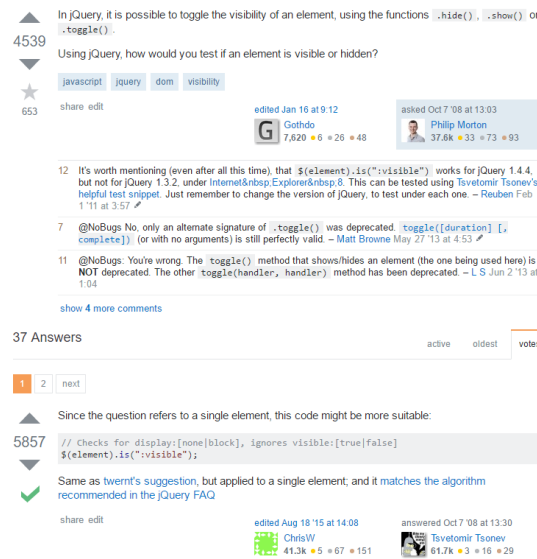 In jQuery, it is possible to toggle the visibility of an element, using the functions .hide() , .show() or
.toggle() .
4539
Using jQuery, how would you test if an element is visible or hidden?
javascript jquery dom visibility
653
share edit
edited Jan 16 at 9:12
Gothdo
7,620 6 26 48
asked Oct 7 '08 at 13:03
Philip Morton
37.6k 33 73 93
12 It's worth mentioning (even after all this time), that $(element).is(":visible") works for jQuery 1.4.4,
but not for jQuery 1.3.2, under Internet&nbsp;Explorer&nbsp;8. This can be tested using Tsvetomir Tsonev's
helpful test snippet. Just remember to change the version of jQuery, to test under each one. – Reuben Feb
1 '11 at 3:57
7 @NoBugs No, only an alternate signature of .toggle() was deprecated. toggle([duration] [,
complete]) (or with no arguments) is still perfectly valid. – Matt Browne May 27 '13 at 4:53
11 @NoBugs: You're wrong. The toggle() method that shows/hides an element (the one being used here) is
NOT deprecated. The other toggle(handler, handler) method has been deprecated. – L S Jun 2 '13 at
1:04
show 4 more comments
37 Answers
active oldest votes
1 2 next
Since the question refers to a single element, this code might be more suitable:
5857
// Checks for display:[none|block], ignores visible:[true|false]
$(element).is(":visible");
Same as twernt's suggestion, but applied to a single element; and it matches the algorithm
recommended in the jQuery FAQ
share edit
edited Aug 18 '15 at 14:08
ChrisW
41.3k 5 67 151
answered Oct 7 '08 at 13:30
Tsvetomir Tsonev
61.7k 3 16 29